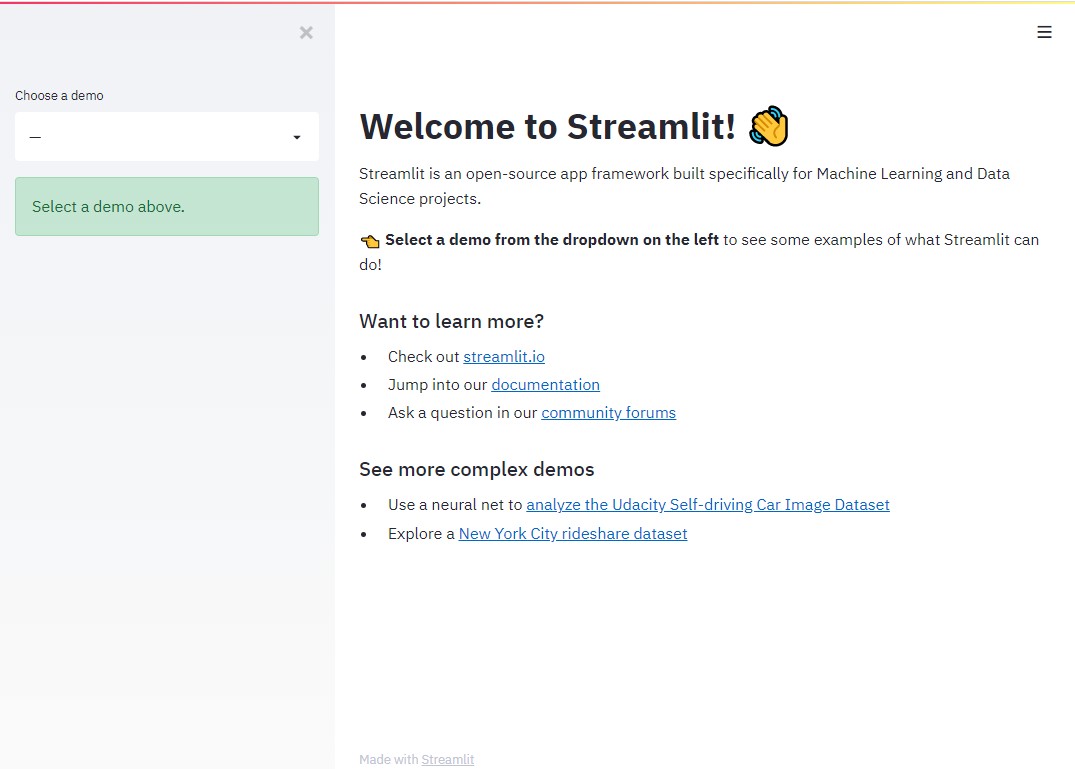 Choose a demo
—
Select a demo above.
Welcome to Streamlit! 👋
Streamlit is an open-source app framework built specifically for Machine Learning and Data
Science projects.
👈 Select a demo from the dropdown on the left to see some examples of what Streamlit can
do!
Want to learn more?
• Check out streamlit.io
• Jump into our documentation
• Ask a question in our community forums
See more complex demos
• Use a neural net to analyze the Udacity Self-driving Car Image Dataset
• Explore a New York City rideshare dataset
Made with Streamlit